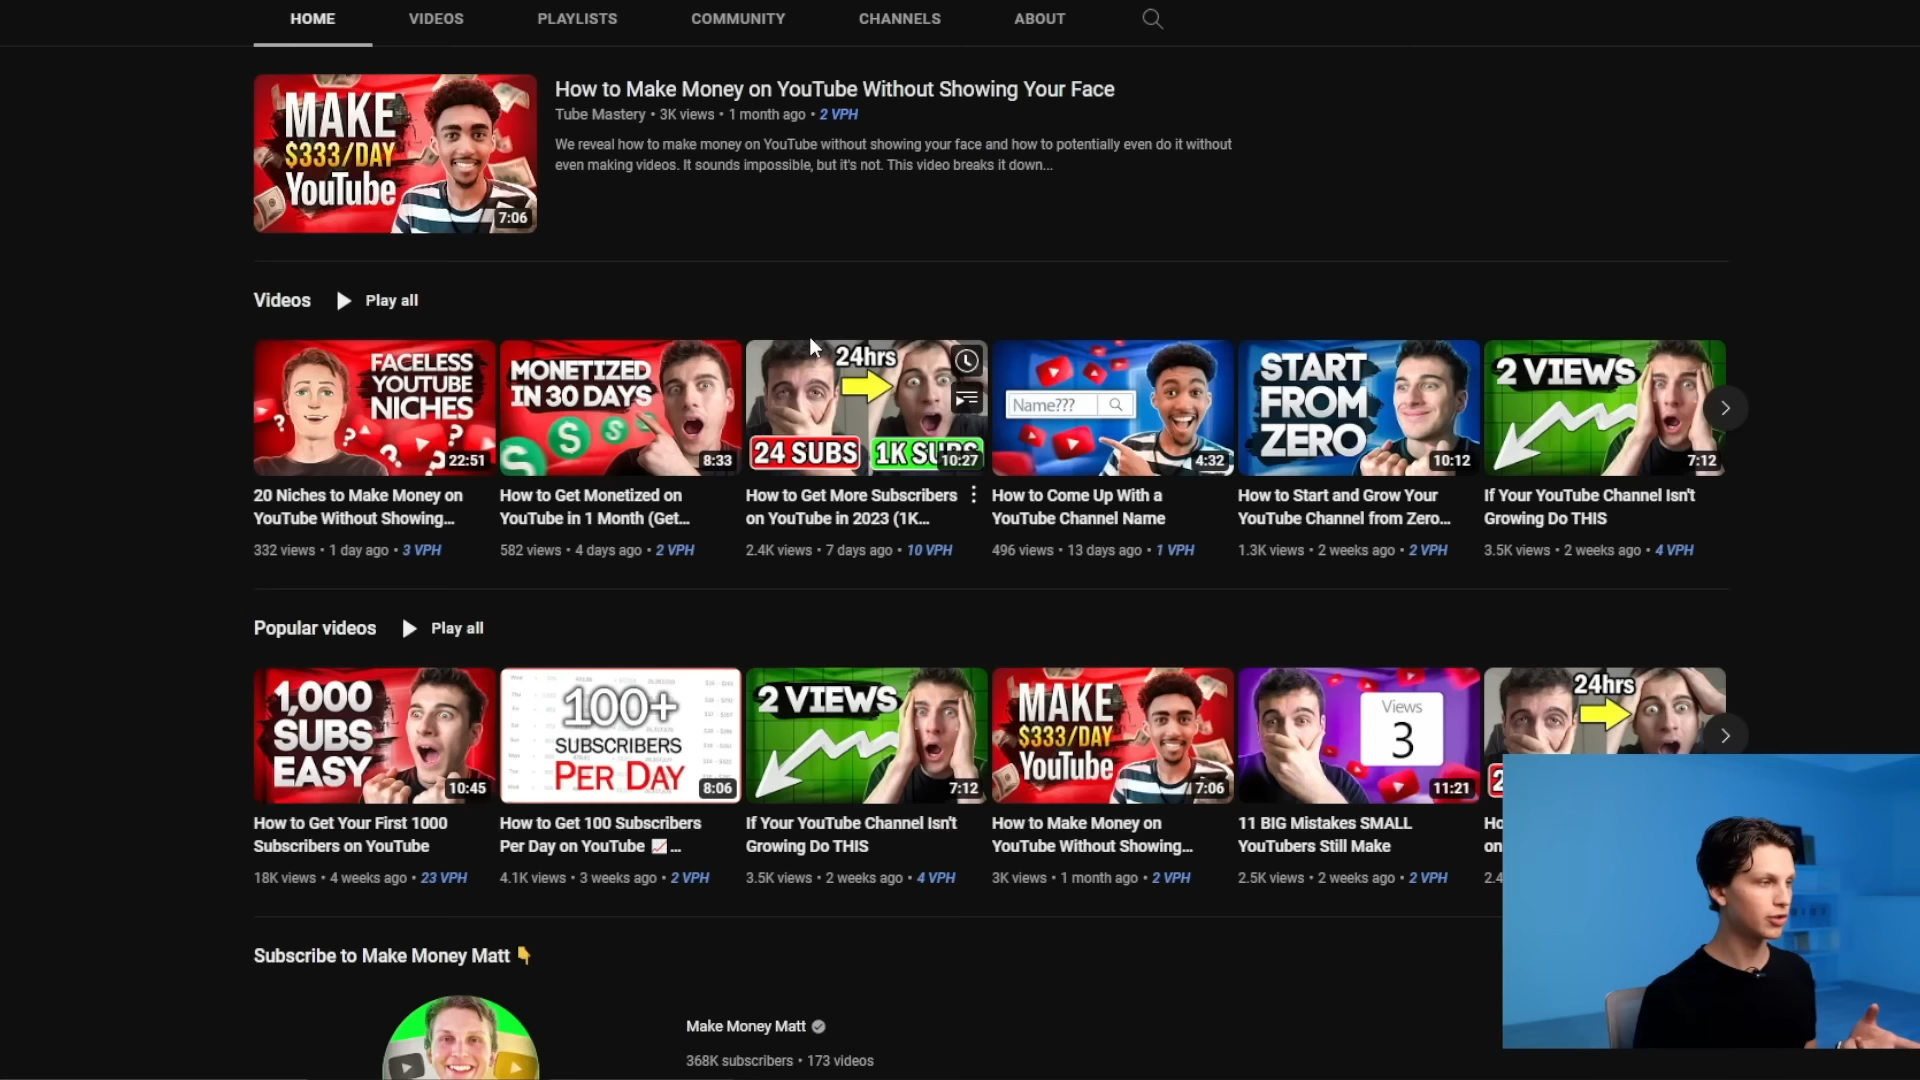 HOME VIDEOS PLAYLISTS COMMUNITY CHANNELS ABOUT
MAKE
$333/DAY
YouTube
7:06
How to Make Money on YouTube Without Showing Your Face
Tube Mastery • 3K views • 1 month ago • 2 VPH
We reveal how to make money on YouTube without showing your face and how to potentially even do it without
even making videos. It sounds impossible, but it's not. This video breaks it down...
Videos Play all
FACELESS
YOUTUBE
NICHES
22:51
20 Niches to Make Money on
YouTube Without Showing...
332 views • 1 day ago • 3 VPH
MONETIZED
IN 30 DAYS
8:33
How to Get Monetized on
YouTube in 1 Month (Get...
582 views • 4 days ago • 2 VPH
24hrs
24 SUBS
1K SUBS
10:27
How to Get More Subscribers
on YouTube in 2023 (1K...
2.4K views • 7 days ago • 10 VPH
Name???
4:32
How to Come Up With a
YouTube Channel Name
496 views • 13 days ago • 1 VPH
START
FROM
ZERO
10:12
How to Start and Grow Your
YouTube Channel from Zero...
1.3K views • 2 weeks ago • 2 VPH
2 VIEWS
7:12
If Your YouTube Channel Isn't
Growing Do THIS
3.5K views • 2 weeks ago • 4 VPH
Popular videos Play all
1,000
SUBS
EASY
10:45
How to Get Your First 1000
Subscribers on YouTube
18K views • 4 weeks ago • 23 VPH
100+
SUBSCRIBERS
PER DAY
8:06
How to Get 100 Subscribers
Per Day on YouTube 📈 ...
4.1K views • 3 weeks ago • 2 VPH
2 VIEWS
7:12
If Your YouTube Channel Isn't
Growing Do THIS
3.5K views • 2 weeks ago • 4 VPH
MAKE
$333/DAY
YouTube
7:06
How to Make Money on
YouTube Without Showing...
3K views • 1 month ago • 2 VPH
Views
3
11:21
11 BIG Mistakes SMALL
YouTubers Still Make
2.5K views • 2 weeks ago • 2 VPH
24hrs
2
Ho
on
2.4
Subscribe to Make Money Matt 👇
Make Money Matt
368K subscribers • 173 videos